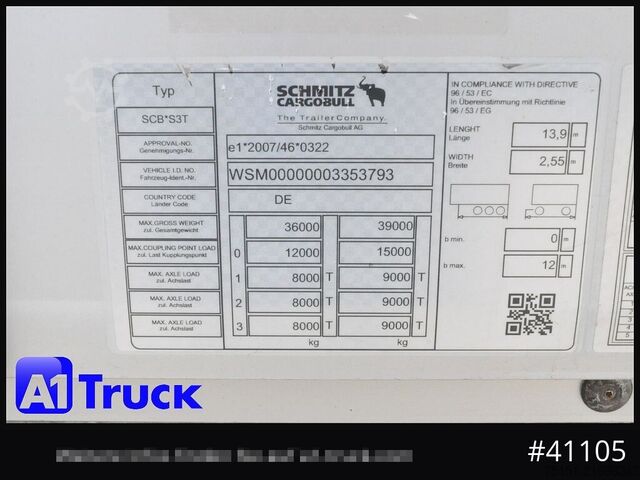 Typ
SCB*S3T
SCHMITZ
CARGOBULL
The Trailer Company.
Schmitz Cargobull AG
APPROVAL-NO.
Genehmigungs-Nr.
e1*2007/46*0322
VEHICLE I.D. NO.
Fahrzeug-Ident.-Nr.
WSM00000003353793
COUNTRY CODE
Länder Code
DE
MAX.GROSS WEIGHT
zul. Gesamtgewicht
36000 39000
MAX.COUPLING POINT LOAD
zul. Last Kupplungspunkt
0 12000 15000
MAX. AXLE LOAD
zul. Achslast
1 8000 T 9000 T
MAX. AXLE LOAD
zul. Achslast
2 8000 T 9000 T
MAX. AXLE LOAD
zul. Achslast
3 8000 T 9000 T
kg kg
IN COMPLIANCE WITH DIRECTIVE
96 / 53 / EC
In Übereinstimmung mit Richtlinie
96 / 53 / EG
LENGHT
Länge
13,9 m
WIDTH
Breite
2,55 m
b min. 0 m
b max. 12 m
A1 Truck
#41105